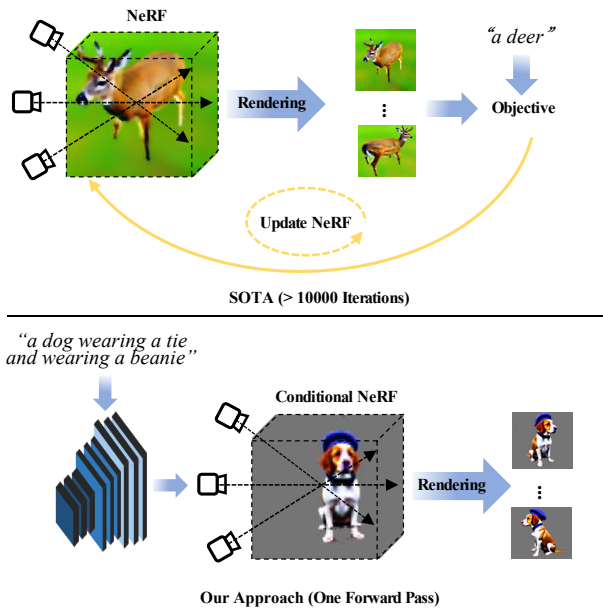 NeRF
"a deer"
Rendering
Objective
Update NeRF
SOTA (> 10000 Iterations)
"a dog wearing a tie
and wearing a beanie"
Conditional NeRF
Rendering
Our Approach (One Forward Pass)